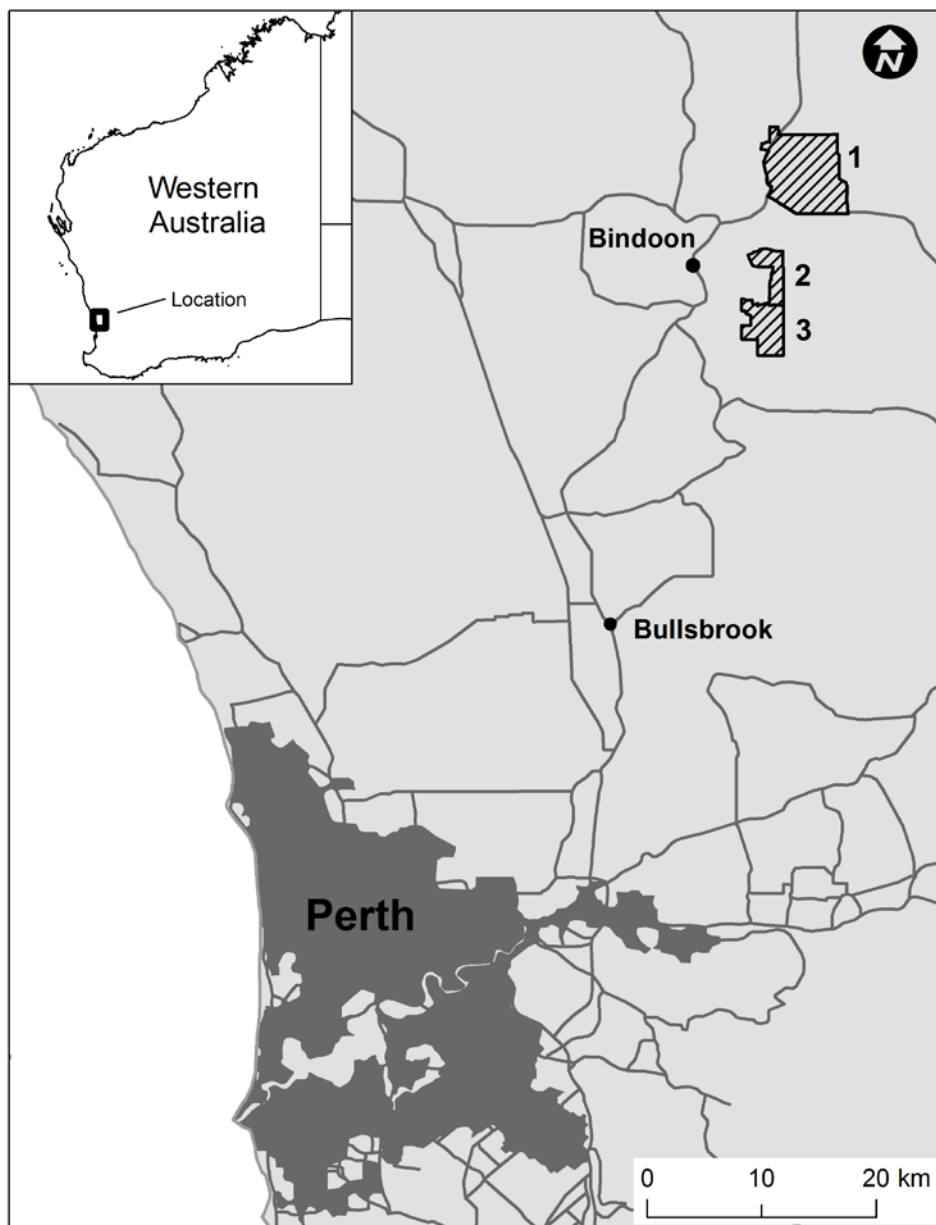 N
Western
Australia
Location
1
Bindoon
2
3
Bullsbrook
Perth
0 10 20 km